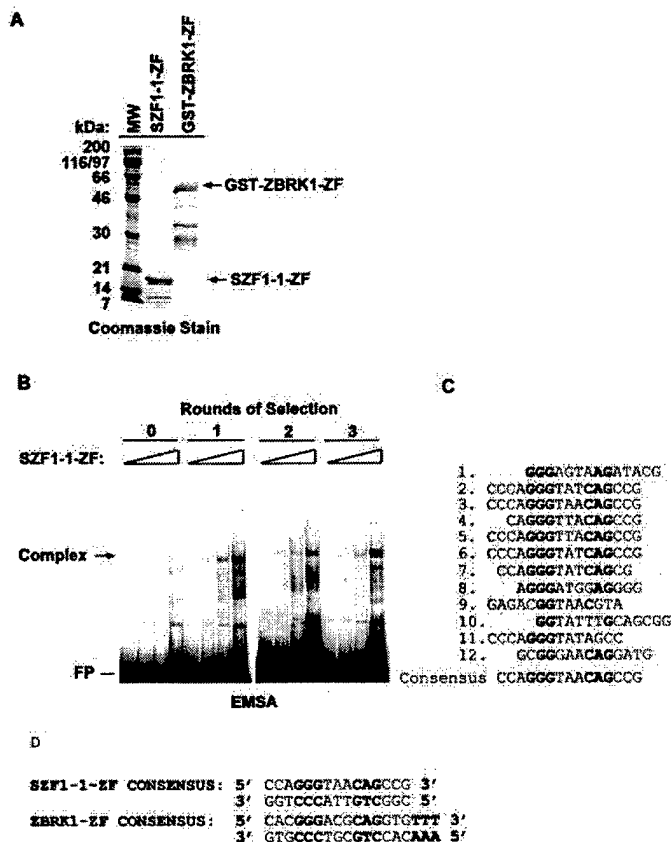 A
MW
SZF1-1-ZF
GST-ZBRK1-ZF
kDa:
200
116/97
66
46
30
21
14
7
GST-ZBRK1-ZF
SZF1-1-ZF
Coomassie Stain
B
Rounds of Selection
0 1 2 3
SZF1-1-ZF:
Complex
FP
EMSA
C
1. GGGAGTAAGATACG
2. CCCAGGGTATCAGCCG
3. CCCAGGGTAACAGCCG
4. CAGGGTTACAGCCG
5. CCCAGGGTTACAGCCG
6. CCCAGGGTATCAGCCG
7. CCAGGGTATCAGCCG
8. AGGGATGGAGGGG
9. GAGACGGTAACGTA
10. GGTATTTGCAGCGG
11. CCCAGGGTATAGCC
12. GCGGGAACAGGATG
Consensus CCAGGGTAACAGCCG
D
SZF1-1-ZF CONSENSUS: 5' CCAGGGTAACAGCCG 3'
3' GGTCCCATTGTCGGC 5'
ZBRK1-ZF CONSENSUS: 5' CACGGGACGCAGGTGTTT 3'
3' GTGCCCTGCGTCCACAAA 5'